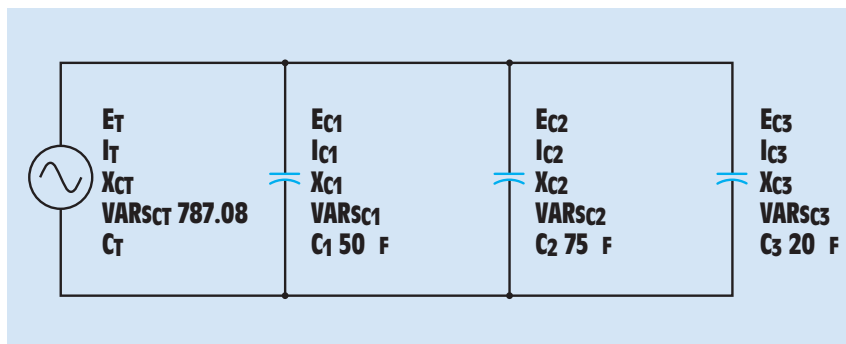 ET
IT
XCT
VARSCT 787.08
CT
EC1
IC1
XC1
VARSC1
C1 50 F
EC2
IC2
XC2
VARSC2
C2 75 F
EC3
IC3
XC3
VARSC3
C3 20 F